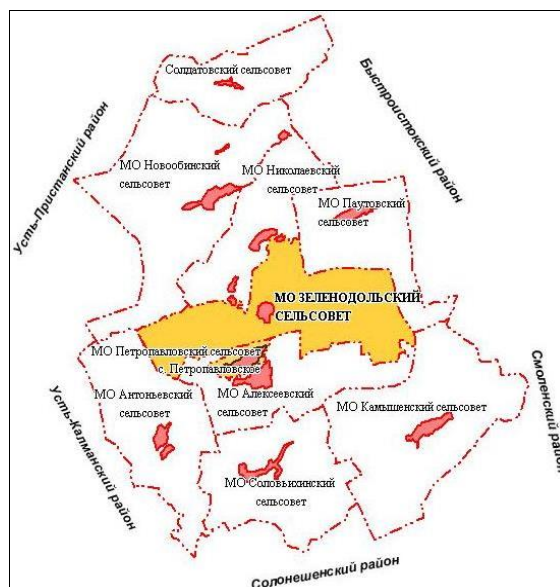 Солдатовский сельсовет
Быстроистокский район
Усть-Пристанский район
МО Новообинский
сельсовет
МО Николаевский
сельсовет
МО Паутовский
сельсовет
МО ЗЕЛЕНОДОЛЬСКИЙ
СЕЛЬСОВЕТ
МО Петропавловский сельсовет
с. Петропавловское
МО Антоньевский
сельсовет
МО Алексеевский
сельсовет
МО Камышенский сельсовет
Смоленский район
Усть-Калманский район
МО Соловьихинский
сельсовет
Солонешенский район